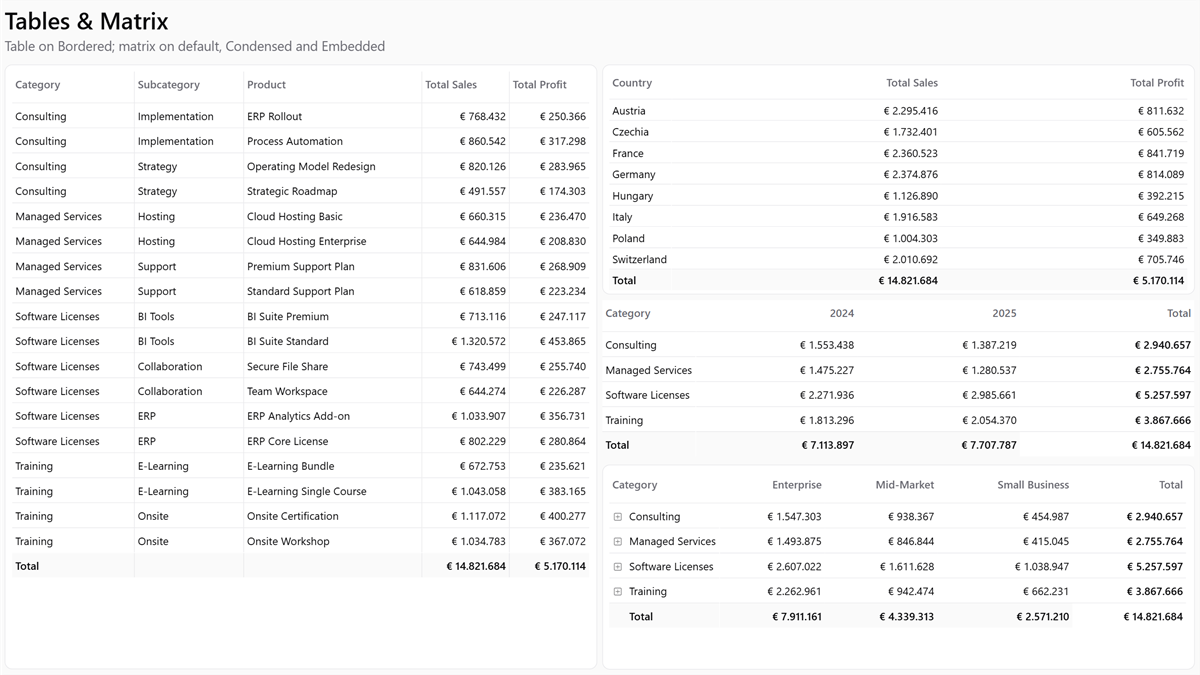 Tables & Matrix
Table on Bordered; matrix on default, Condensed and Embedded
Category Subcategory Product Total Sales Total Profit
Consulting Implementation ERP Rollout € 768.432 € 250.366
Consulting Implementation Process Automation € 860.542 € 317.298
Consulting Strategy Operating Model Redesign € 820.126 € 283.965
Consulting Strategy Strategic Roadmap € 491.557 € 174.303
Managed Services Hosting Cloud Hosting Basic € 660.315 € 236.470
Managed Services Hosting Cloud Hosting Enterprise € 644.984 € 208.830
Managed Services Support Premium Support Plan € 831.606 € 268.909
Managed Services Support Standard Support Plan € 618.859 € 223.234
Software Licenses BI Tools BI Suite Premium € 713.116 € 247.117
Software Licenses BI Tools BI Suite Standard € 1.320.572 € 453.865
Software Licenses Collaboration Secure File Share € 743.499 € 255.740
Software Licenses Collaboration Team Workspace € 644.274 € 226.287
Software Licenses ERP ERP Analytics Add-on € 1.033.907 € 356.731
Software Licenses ERP ERP Core License € 802.229 € 280.864
Training E-Learning E-Learning Bundle € 672.753 € 235.621
Training E-Learning E-Learning Single Course € 1.043.058 € 383.165
Training Onsite Onsite Certification € 1.117.072 € 400.277
Training Onsite Onsite Workshop € 1.034.783 € 367.072
Total € 14.821.684 € 5.170.114
Country Total Sales Total Profit
Austria € 2.295.416 € 811.632
Czechia € 1.732.401 € 605.562
France € 2.360.523 € 841.719
Germany € 2.374.876 € 814.089
Hungary € 1.126.890 € 392.215
Italy € 1.916.583 € 649.268
Poland € 1.004.303 € 349.883
Switzerland € 2.010.692 € 705.746
Total € 14.821.684 € 5.170.114
Category 2024 2025 Total
Consulting € 1.553.438 € 1.387.219 € 2.940.657
Managed Services € 1.475.227 € 1.280.537 € 2.755.764
Software Licenses € 2.271.936 € 2.985.661 € 5.257.597
Training € 1.813.296 € 2.054.370 € 3.867.666
Total € 7.113.897 € 7.707.787 € 14.821.684
Category Enterprise Mid-Market Small Business Total
Consulting € 1.547.303 € 938.367 € 454.987 € 2.940.657
Managed Services € 1.493.875 € 846.844 € 415.045 € 2.755.764
Software Licenses € 2.607.022 € 1.611.628 € 1.038.947 € 5.257.597
Training € 2.262.961 € 942.474 € 662.231 € 3.867.666
Total € 7.911.161 € 4.339.313 € 2.571.210 € 14.821.684